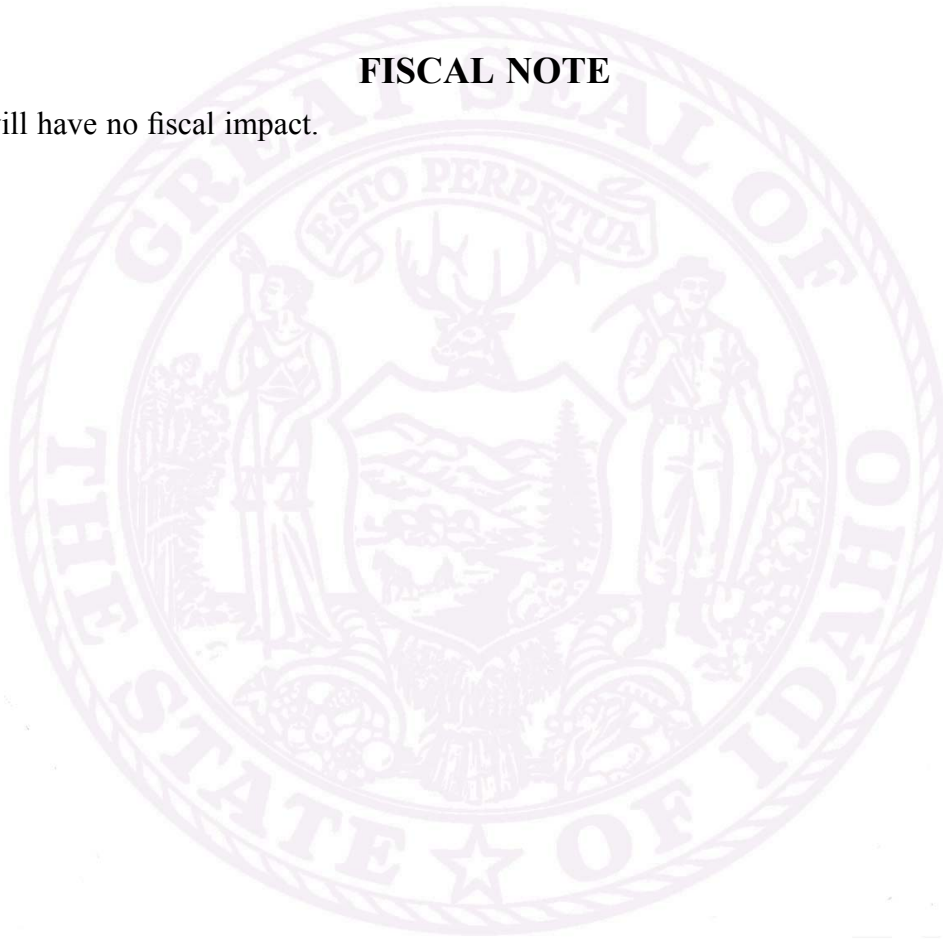 FISCAL NOTE
ill have no fiscal impact.
GREAT SEAL OF
ESTO PERPETUA
THE STATE ★ OF IDAHO